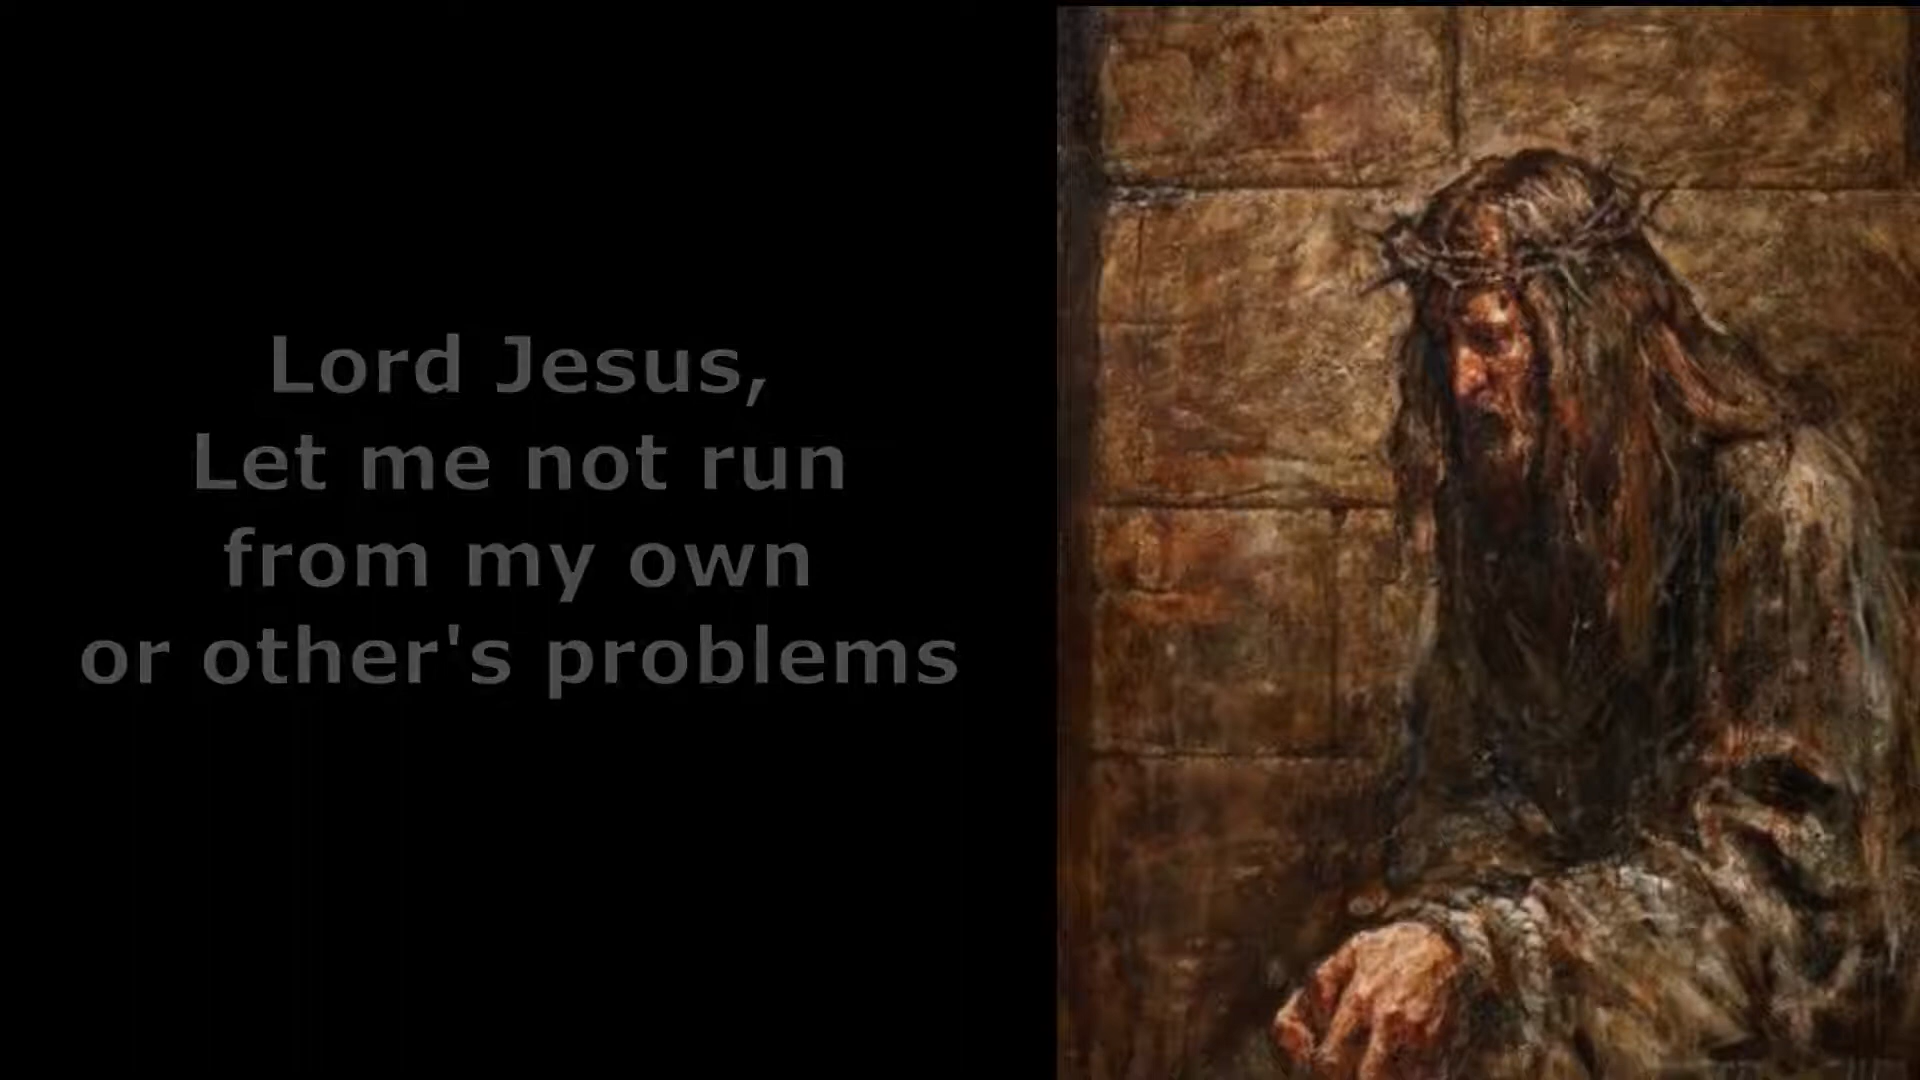 Lord Jesus,
Let me not run
from my own
or other's problems